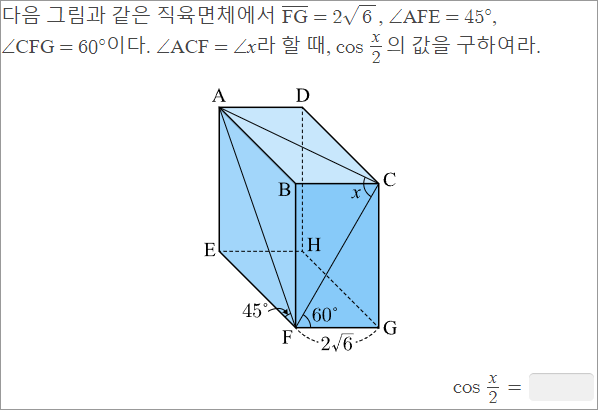 다음 그림과 같은 직육면체에서 FG = 2√6, ∠AFE = 45°,
∠CFG = 60°이다. ∠ACF = ∠x라 할 때, cos x/2의 값을 구하여라.
A D
B C
x
E H
45° 60°
F G
2√6
cos x/2 =